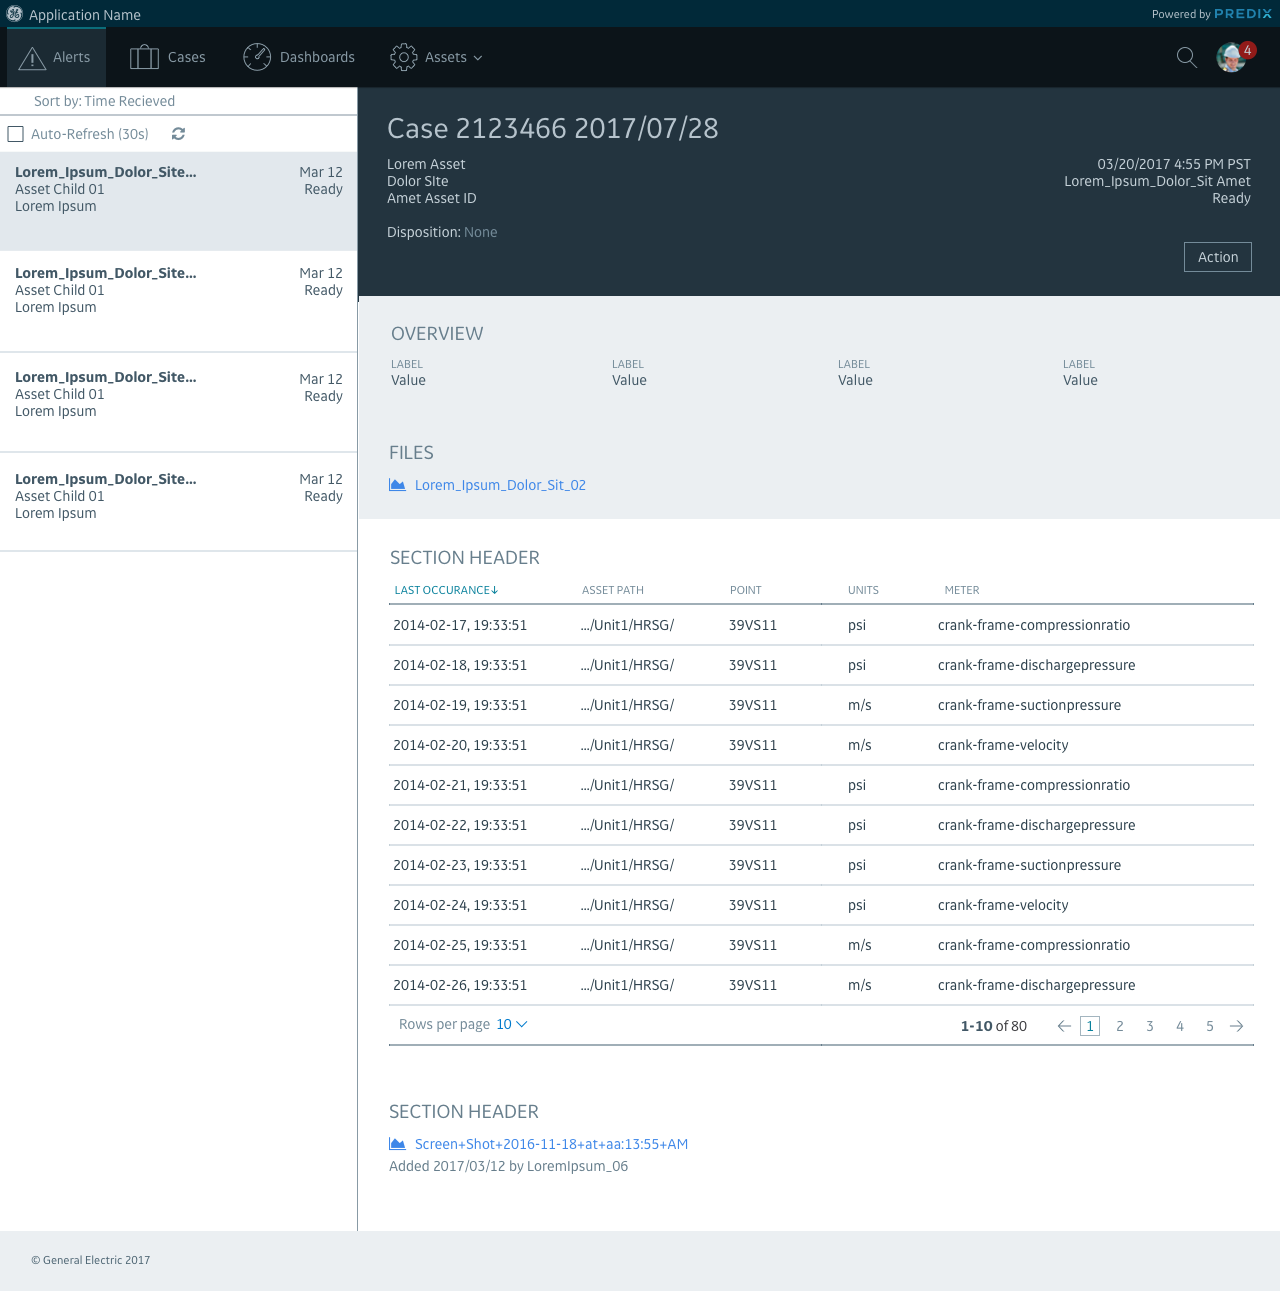 Application Name
Powered by PREDIX
Alerts
Cases
Dashboards
Assets
4
Sort by: Time Recieved
Auto-Refresh (30s)
Lorem_Ipsum_Dolor_Site... Mar 12
Asset Child 01 Ready
Lorem Ipsum
Lorem_Ipsum_Dolor_Site... Mar 12
Asset Child 01 Ready
Lorem Ipsum
Lorem_Ipsum_Dolor_Site... Mar 12
Asset Child 01 Ready
Lorem Ipsum
Lorem_Ipsum_Dolor_Site... Mar 12
Asset Child 01 Ready
Lorem Ipsum
Case 2123466 2017/07/28
Lorem Asset 03/20/2017 4:55 PM PST
Dolor SIte Lorem_Ipsum_Dolor_Sit Amet
Amet Asset ID Ready
Disposition: None
Action
OVERVIEW
LABEL LABEL LABEL LABEL
Value Value Value Value
FILES
Lorem_Ipsum_Dolor_Sit_02
SECTION HEADER
LAST OCCURANCE↓ ASSET PATH POINT UNITS METER
2014-02-17, 19:33:51 .../Unit1/HRSG/ 39VS11 psi crank-frame-compressionratio
2014-02-18, 19:33:51 .../Unit1/HRSG/ 39VS11 psi crank-frame-dischargepressure
2014-02-19, 19:33:51 .../Unit1/HRSG/ 39VS11 m/s crank-frame-suctionpressure
2014-02-20, 19:33:51 .../Unit1/HRSG/ 39VS11 m/s crank-frame-velocity
2014-02-21, 19:33:51 .../Unit1/HRSG/ 39VS11 psi crank-frame-compressionratio
2014-02-22, 19:33:51 .../Unit1/HRSG/ 39VS11 psi crank-frame-dischargepressure
2014-02-23, 19:33:51 .../Unit1/HRSG/ 39VS11 psi crank-frame-suctionpressure
2014-02-24, 19:33:51 .../Unit1/HRSG/ 39VS11 psi crank-frame-velocity
2014-02-25, 19:33:51 .../Unit1/HRSG/ 39VS11 m/s crank-frame-compressionratio
2014-02-26, 19:33:51 .../Unit1/HRSG/ 39VS11 m/s crank-frame-dischargepressure
Rows per page 10 1-10 of 80 ← 1 2 3 4 5 →
SECTION HEADER
Screen+Shot+2016-11-18+at+aa:13:55+AM
Added 2017/03/12 by LoremIpsum_06
© General Electric 2017